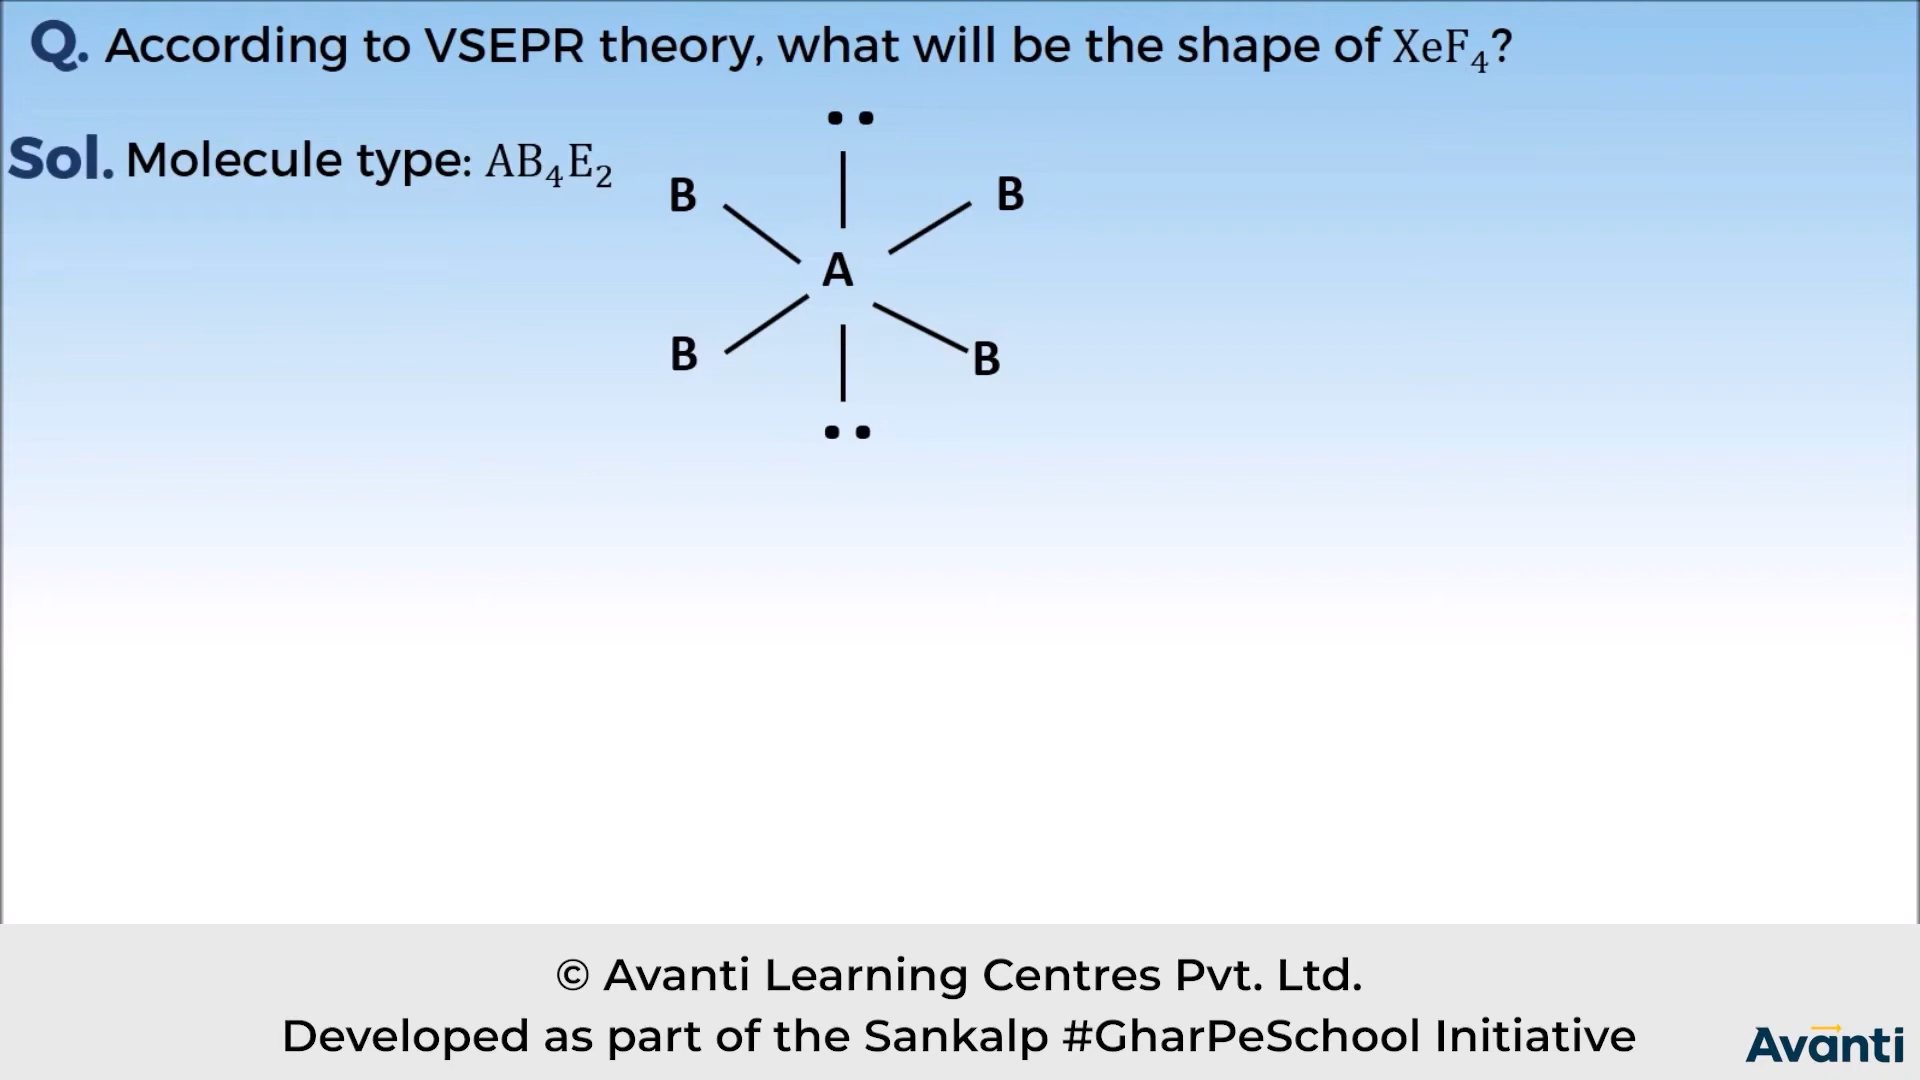 Q. According to VSEPR theory, what will be the shape of XeF₄?
Sol. Molecule type: AB₄E₂
B B
A
B B
© Avanti Learning Centres Pvt. Ltd.
Developed as part of the Sankalp #GharPeSchool Initiative
Avanti